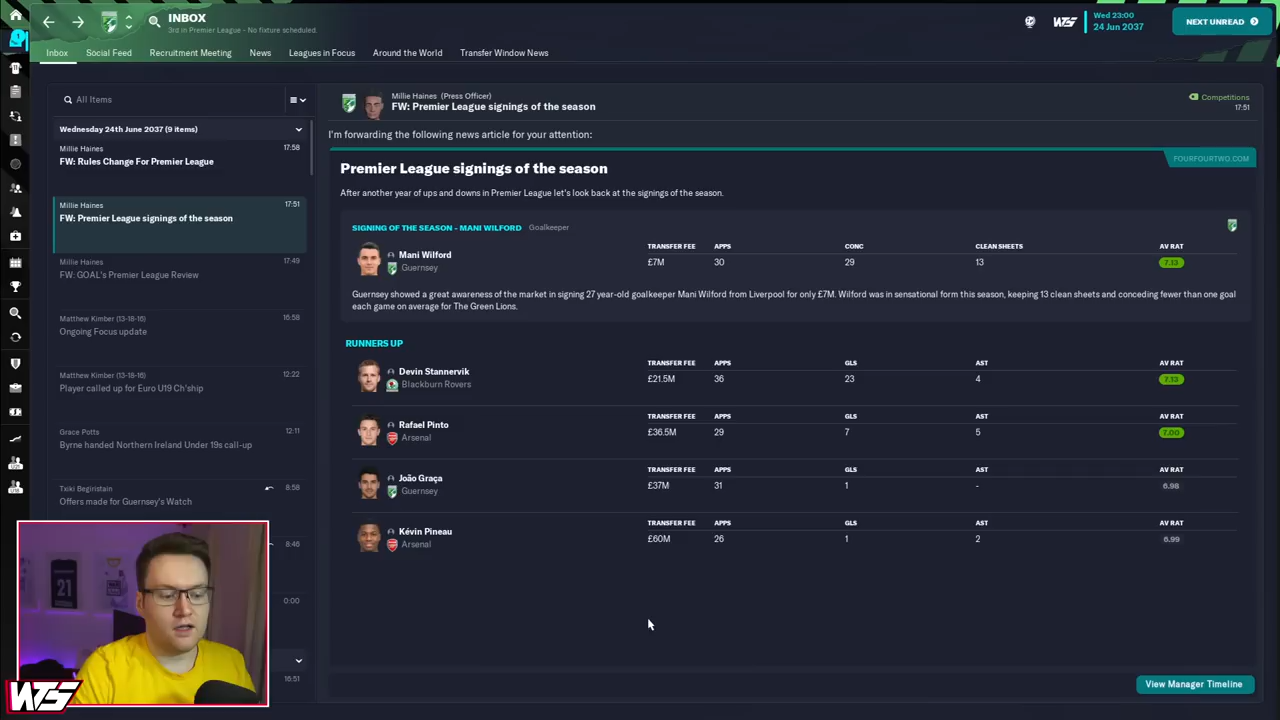 INBOX
3rd in Premier League - No fixture scheduled.
WTS
Wed 23:00
24 Jun 2037
NEXT UNREAD
Inbox
Social Feed
Recruitment Meeting
News
Leagues in Focus
Around the World
Transfer Window News
All Items
Wednesday 24th June 2037 (9 items)
Millie Haines
17:58
FW: Rules Change For Premier League
Millie Haines
17:51
FW: Premier League signings of the season
Millie Haines
17:49
FW: GOAL's Premier League Review
Matthew Kimber (13-18-16)
16:58
Ongoing Focus update
Matthew Kimber (13-18-16)
12:22
Player called up for Euro U19 Ch'ship
Grace Potts
12:11
Byrne handed Northern Ireland Under 19s call-up
Txiki Begiristain
8:58
Offers made for Guernsey's Watch
8:46
0:00
16:51
Millie Haines (Press Officer)
FW: Premier League signings of the season
Competitions
17:51
I'm forwarding the following news article for your attention:
FOURFOURTWO.COM
Premier League signings of the season
After another year of ups and downs in Premier League let's look back at the signings of the season.
SIGNING OF THE SEASON - MANI WILFORD Goalkeeper
Mani Wilford
Guernsey
TRANSFER FEE APPS CONC CLEAN SHEETS AV RAT
£7M 30 29 13 7.13
Guernsey showed a great awareness of the market in signing 27 year-old goalkeeper Mani Wilford from Liverpool for only £7M. Wilford was in sensational form this season, keeping 13 clean sheets and conceding fewer than one goal
each game on average for The Green Lions.
RUNNERS UP
Devin Stannervik
Blackburn Rovers
TRANSFER FEE APPS GLS AST AV RAT
£21.5M 36 23 4 7.12
Rafael Pinto
Arsenal
TRANSFER FEE APPS GLS AST AV RAT
£36.5M 29 7 5 7.00
João Graça
Guernsey
TRANSFER FEE APPS GLS AST AV RAT
£37M 31 1 - 6.98
Kévin Pineau
Arsenal
TRANSFER FEE APPS GLS AST AV RAT
£60M 26 1 2 6.99
View Manager Timeline
21
WTS